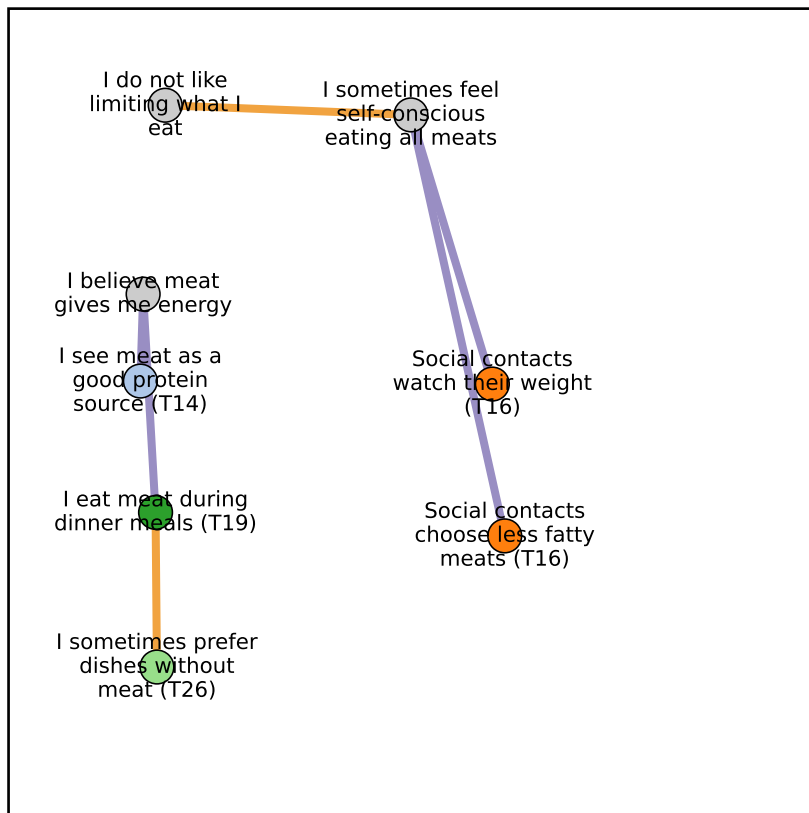 I do not like
limiting what I
eat
I sometimes feel
self-conscious
eating all meats
I believe meat
gives me energy
I see meat as a
good protein
source (T14)
Social contacts
watch their weight
(T16)
I eat meat during
dinner meals (T19)
Social contacts
choose less fatty
meats (T16)
I sometimes prefer
dishes without
meat (T26)